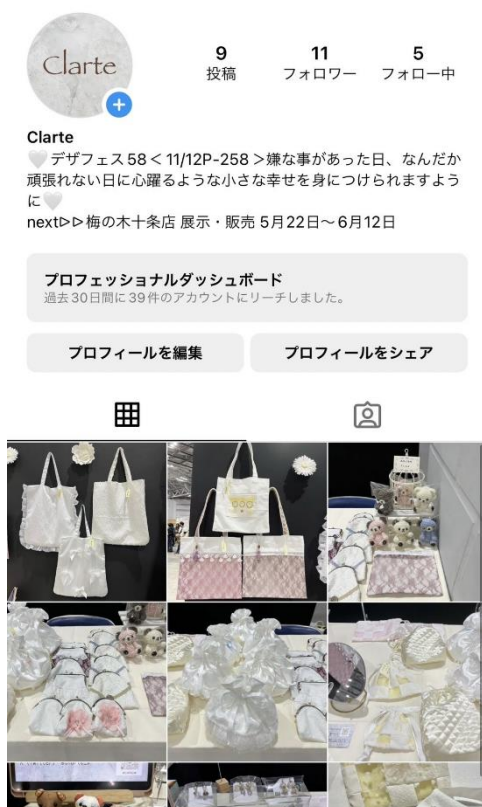 Clarte
9
投稿
11
フォロワー
5
フォロー中
Clarte
🤍デザフェス58＜11/12P-258＞嫌な事があった日、なんだか
頑張れない日に心躍るような小さな幸せを身につけられますよう
に🤍
next▷▷梅の木十条店 展示・販売 5月22日〜6月12日
プロフェッショナルダッシュボード
過去30日間に39件のアカウントにリーチしました。
プロフィールを編集
プロフィールをシェア